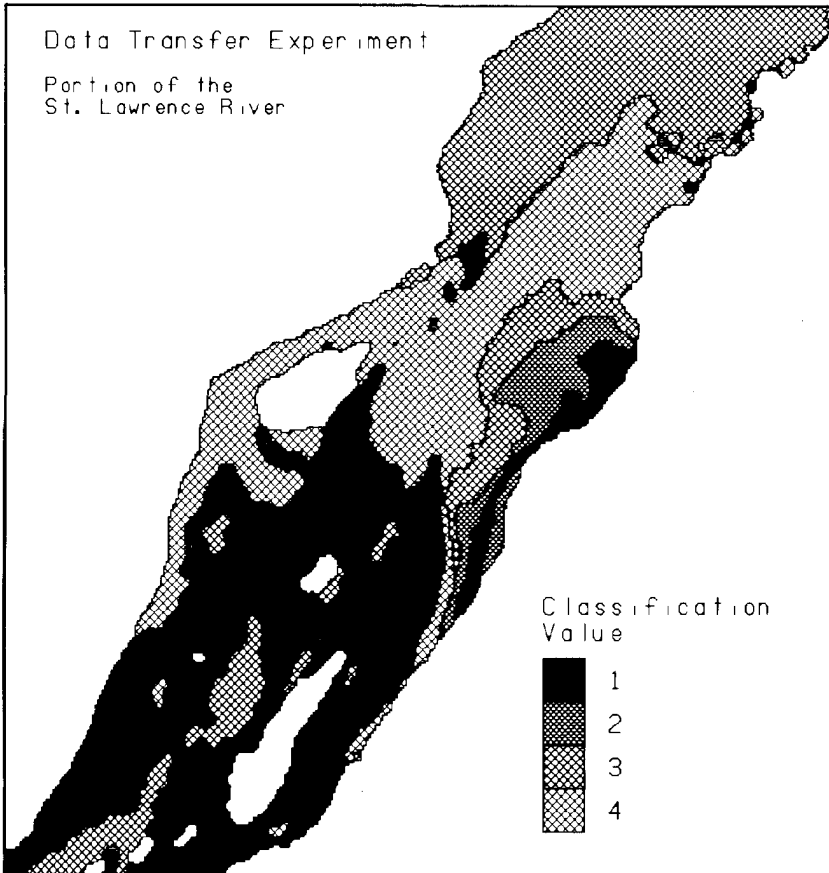 Data Transfer Experiment
Portion of the
St. Lawrence River
Classification
Value
1
2
3
4